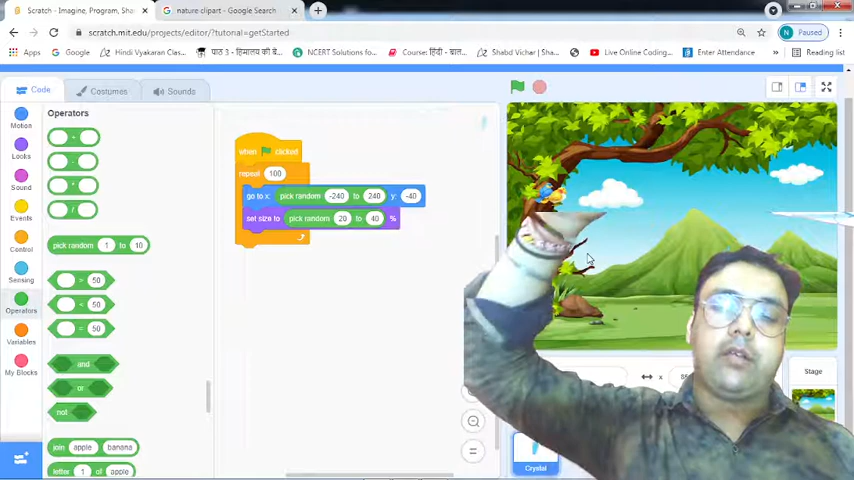 Scratch - Imagine, Program, Sha
nature clipart - Google Search
scratch.mit.edu/projects/editor/?tutorial=getStarted
Paused
Apps
Google
Hindi Vyakaran Clas
पाठ 3 - हिमालय की बे
NCERT Solutions for
Course: हिंदी - बाल
Shabd Vichar | Shab
Live Online Coding
Enter Attendance
Reading list
Code
Costumes
Sounds
Motion
Looks
Sound
Events
Control
Sensing
Operators
Variables
My Blocks
Operators
+
-
*
/
pick random 1 to 10
> 50
< 50
= 50
and
or
not
join apple banana
letter 1 of apple
when clicked
repeat 100
go to x: pick random -240 to 240 y: -40
set size to pick random 20 to 40 %
x
Stage
Crystal